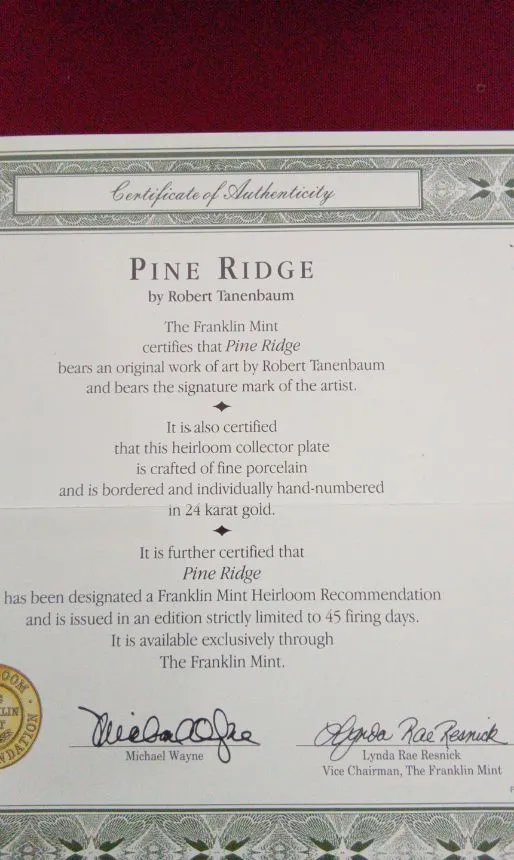 Certificate of Authenticity
PINE RIDGE
by Robert Tanenbaum
The Franklin Mint
certifies that Pine Ridge
bears an original work of art by Robert Tanenbaum
and bears the signature mark of the artist.
It is also certified
that this heirloom collector plate
is crafted of fine porcelain
and is bordered and individually hand-numbered
in 24 karat gold.
It is further certified that
Pine Ridge
has been designated a Franklin Mint Heirloom Recommendation
and is issued in an edition strictly limited to 45 firing days.
It is available exclusively through
The Franklin Mint.
Lynda Rae Resnick
Michael Wayne
Lynda Rae Resnick
Vice Chairman, The Franklin Mint